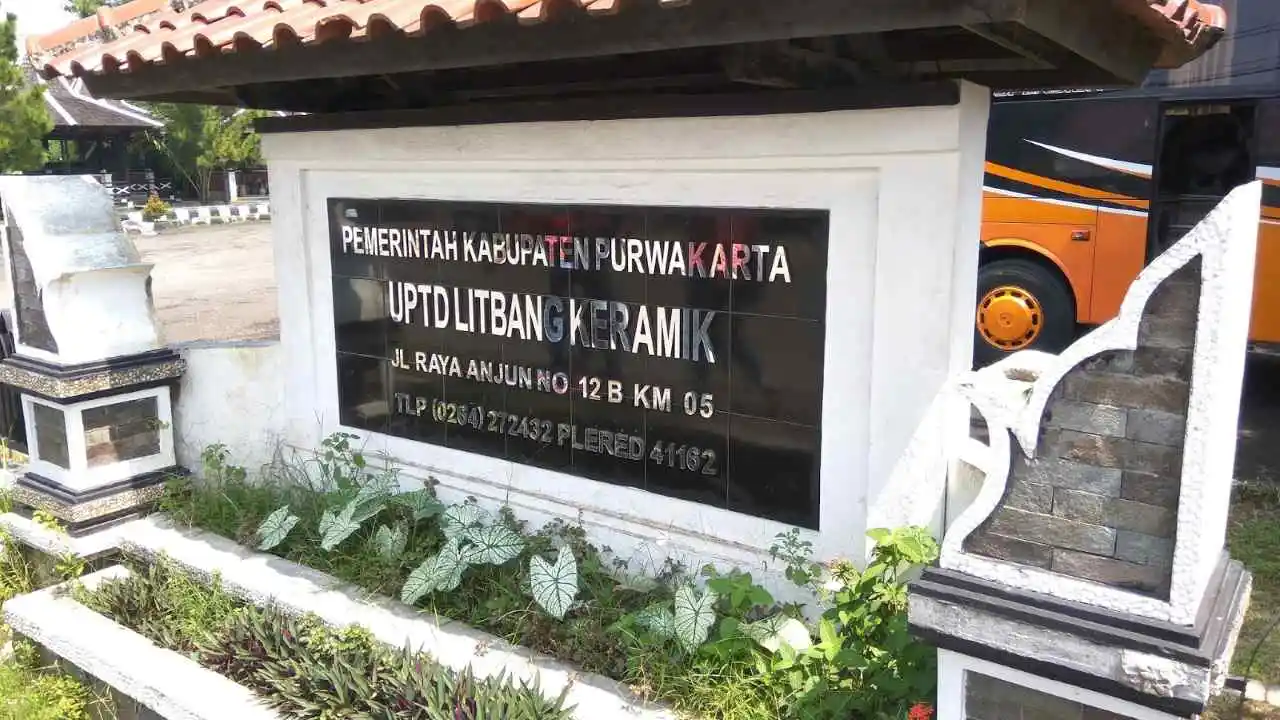 PEMERINTAH KABUPATEN PURWAKARTA
UPTD LITBANG KERAMIK
JL RAYA ANJUN NO 12 B KM 05
TLP (0264) 272432 PLERED 41162